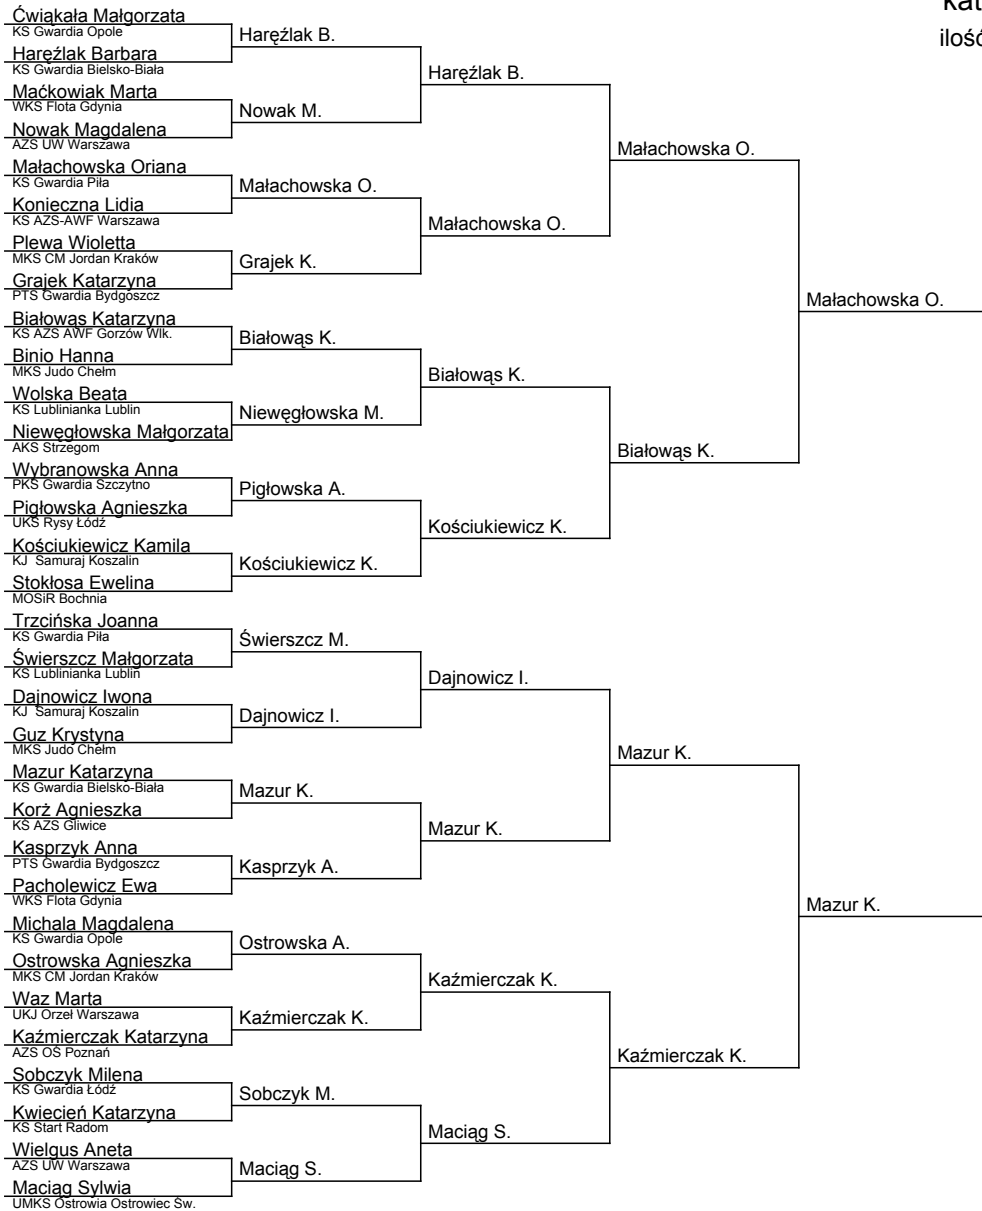 kat
ilość
Ćwiąkała Małgorzata
KS Gwardia Opole
Haręźlak Barbara
KS Gwardia Bielsko-Biała
Maćkowiak Marta
WKS Flota Gdynia
Nowak Magdalena
AZS UW Warszawa
Małachowska Oriana
KS Gwardia Piła
Konieczna Lidia
KS AZS-AWF Warszawa
Plewa Wioletta
MKS CM Jordan Kraków
Grajek Katarzyna
PTS Gwardia Bydgoszcz
Białowąs Katarzyna
KS AZS AWF Gorzów Wlk.
Binio Hanna
MKS Judo Chełm
Wolska Beata
KS Lublinianka Lublin
Niewęgłowska Małgorzata
AKS Strzegom
Wybranowska Anna
PKS Gwardia Szczytno
Pigłowska Agnieszka
UKS Rysy Łódź
Kościukiewicz Kamila
KJ  Samuraj Koszalin
Stokłosa Ewelina
MOSiR Bochnia
Trzcińska Joanna
KS Gwardia Piła
Świerszcz Małgorzata
KS Lublinianka Lublin
Dajnowicz Iwona
KJ  Samuraj Koszalin
Guz Krystyna
MKS Judo Chełm
Mazur Katarzyna
KS Gwardia Bielsko-Biała
Korż Agnieszka
KS AZS Gliwice
Kasprzyk Anna
PTS Gwardia Bydgoszcz
Pacholewicz Ewa
WKS Flota Gdynia
Michala Magdalena
KS Gwardia Opole
Ostrowska Agnieszka
MKS CM Jordan Kraków
Waz Marta
UKJ Orzeł Warszawa
Kaźmierczak Katarzyna
AZS OŚ Poznań
Sobczyk Milena
KS Gwardia Łódź
Kwiecień Katarzyna
KS Start Radom
Wielgus Aneta
AZS UW Warszawa
Maciąg Sylwia
UMKS Ostrowia Ostrowiec Św.
Haręźlak B.
Nowak M.
Małachowska O.
Grajek K.
Białowąs K.
Niewęgłowska M.
Pigłowska A.
Kościukiewicz K.
Świerszcz M.
Dajnowicz I.
Mazur K.
Kasprzyk A.
Ostrowska A.
Kaźmierczak K.
Sobczyk M.
Maciąg S.
Haręźlak B.
Małachowska O.
Białowąs K.
Kościukiewicz K.
Dajnowicz I.
Mazur K.
Kaźmierczak K.
Maciąg S.
Małachowska O.
Białowąs K.
Mazur K.
Kaźmierczak K.
Małachowska O.
Mazur K.